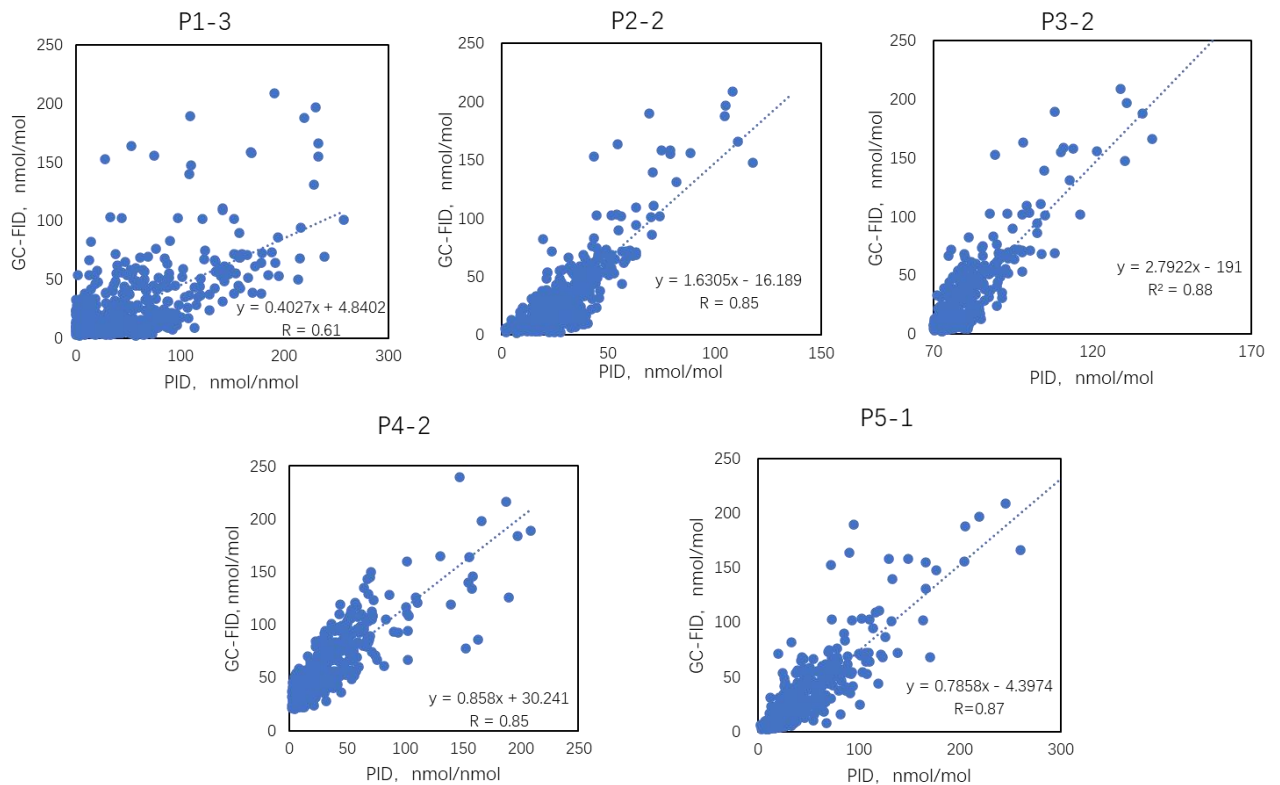 P1-3
GC-FID, nmol/mol
250
200
150
100
50
0
y = 0.4027x + 4.8402
R = 0.61
0 100 200 300
PID, nmol/nmol
P2-2
GC-FID, nmol/mol
250
200
150
100
50
0
y = 1.6305x - 16.189
R = 0.85
0 50 100 150
PID, nmol/mol
P3-2
GC-FID, nmol/mol
250
200
150
100
50
0
y = 2.7922x - 191
R² = 0.88
70 120 170
PID, nmol/mol
P4-2
GC-FID, nmol/mol
250
200
150
100
50
0
y = 0.858x + 30.241
R = 0.85
0 50 100 150 200 250
PID, nmol/nmol
P5-1
GC-FID, nmol/mol
250
200
150
100
50
0
y = 0.7858x - 4.3974
R=0.87
0 100 200 300
PID, nmol/mol